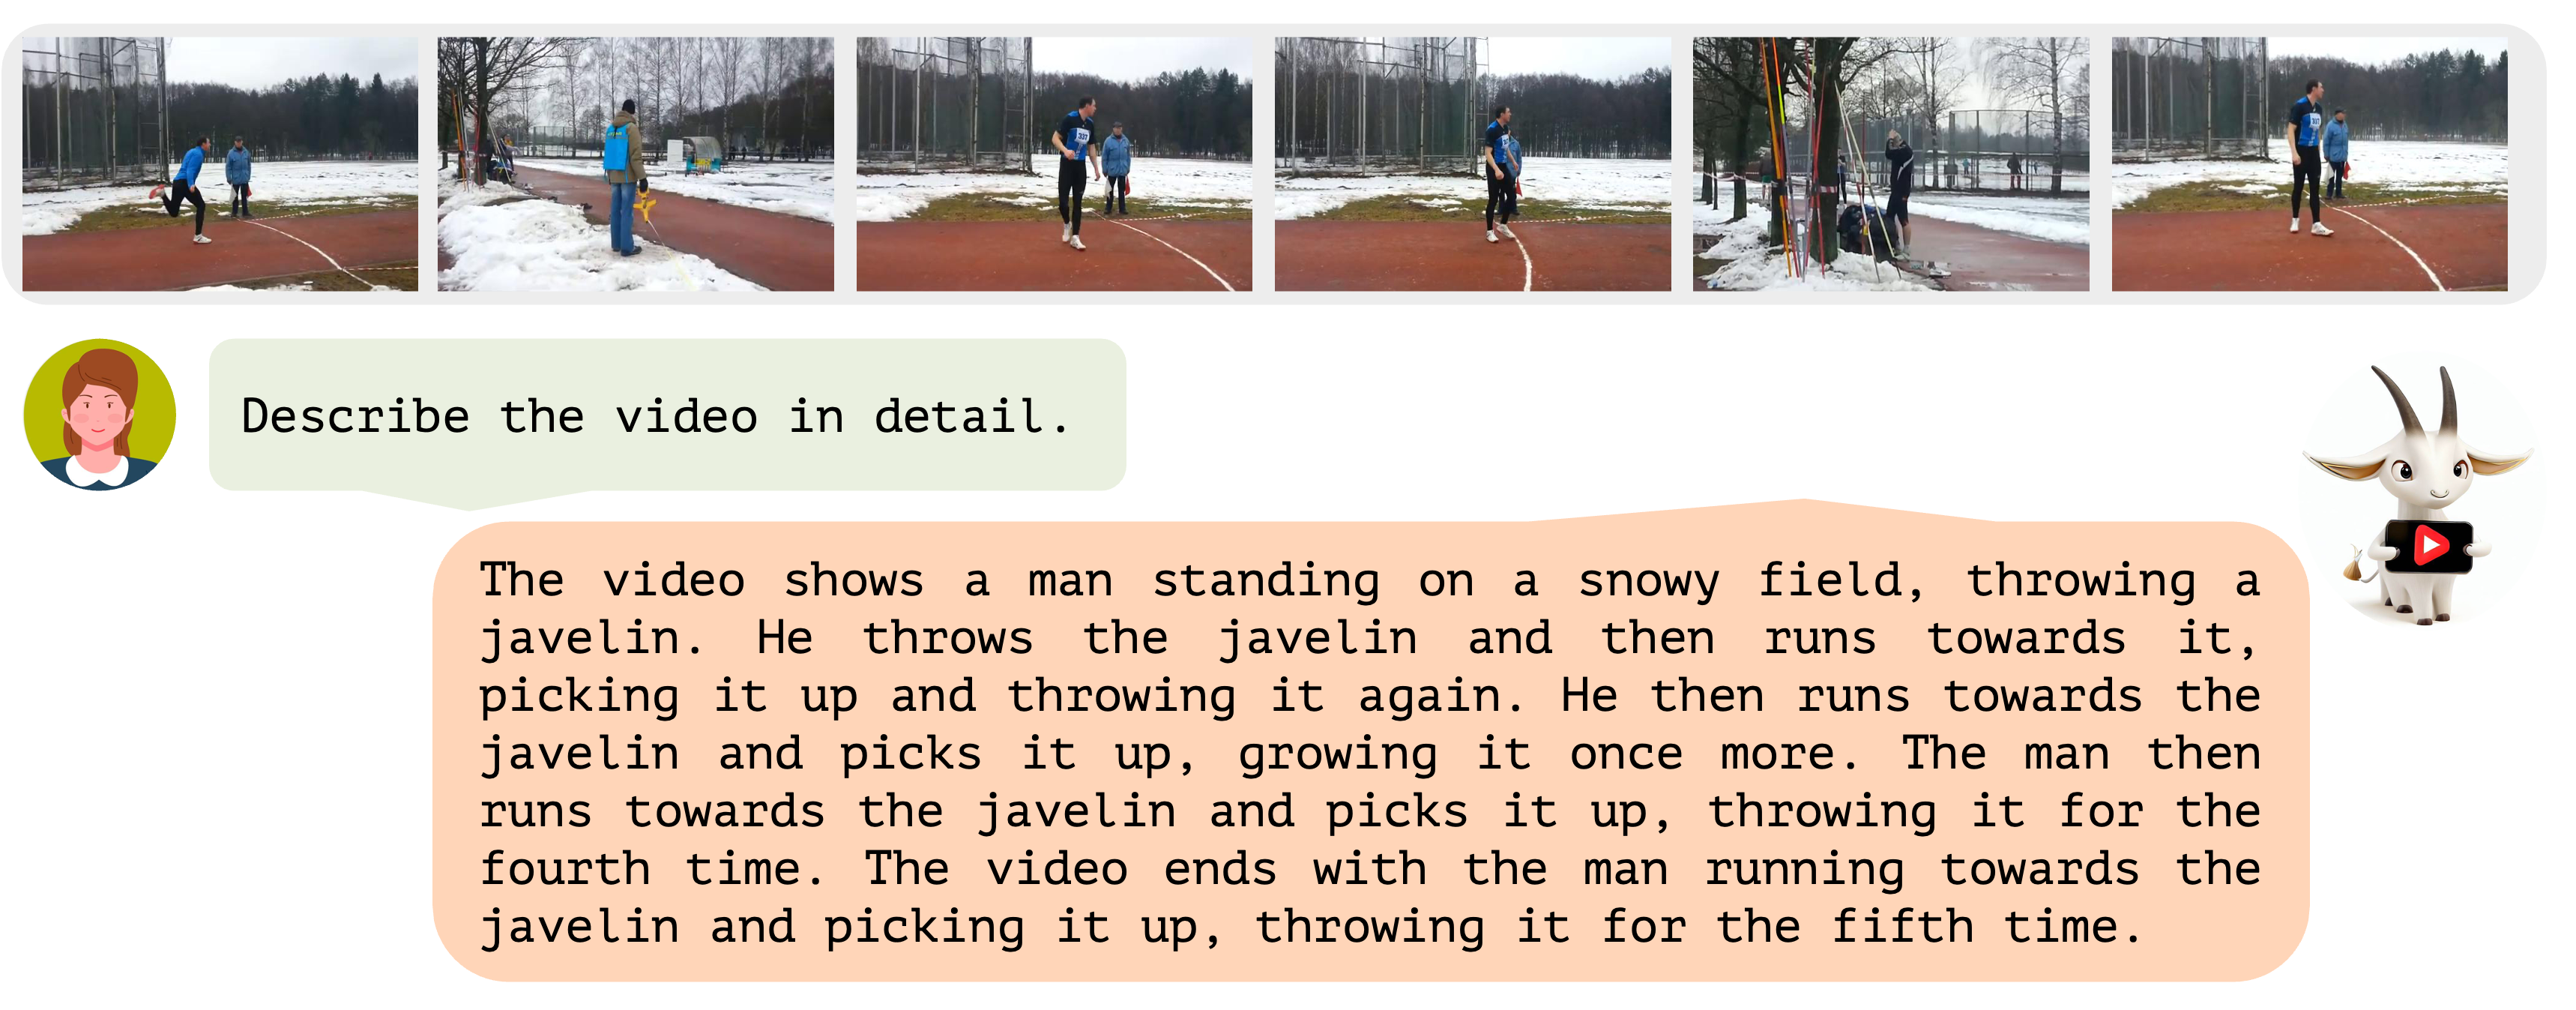 Describe the video in detail.
The video shows a man standing on a snowy field, throwing a
javelin. He throws the javelin and then runs towards it,
picking it up and throwing it again. He then runs towards the
javelin and picks it up, growing it once more. The man then
runs towards the javelin and picks it up, throwing it for the
fourth time. The video ends with the man running towards the
javelin and picking it up, throwing it for the fifth time.